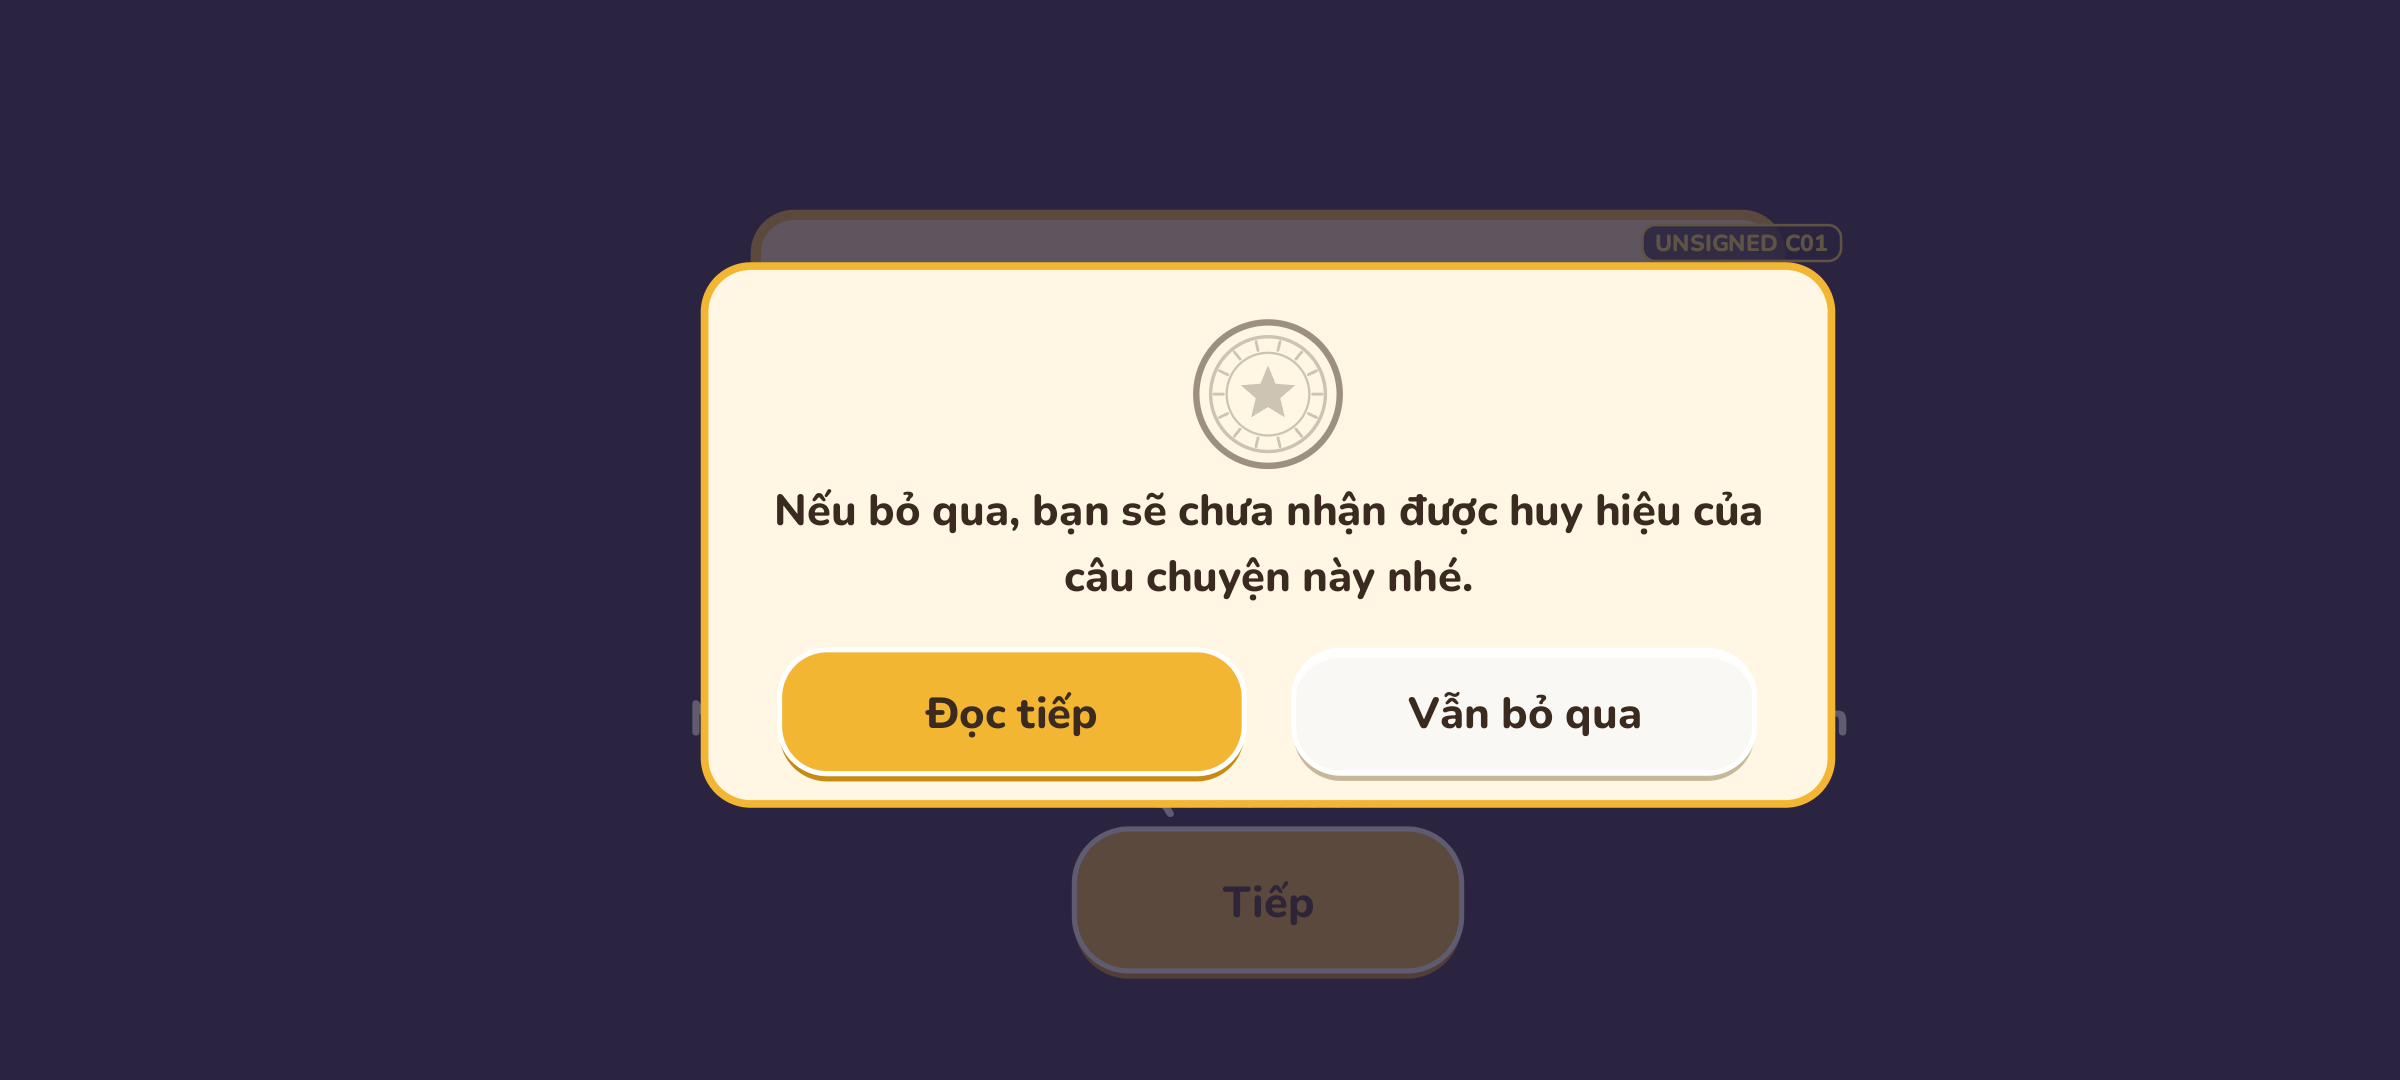 UNSIGNED C01
Nếu bỏ qua, bạn sẽ chưa nhận được huy hiệu của
câu chuyện này nhé.
Đọc tiếp
Vẫn bỏ qua
Tiếp